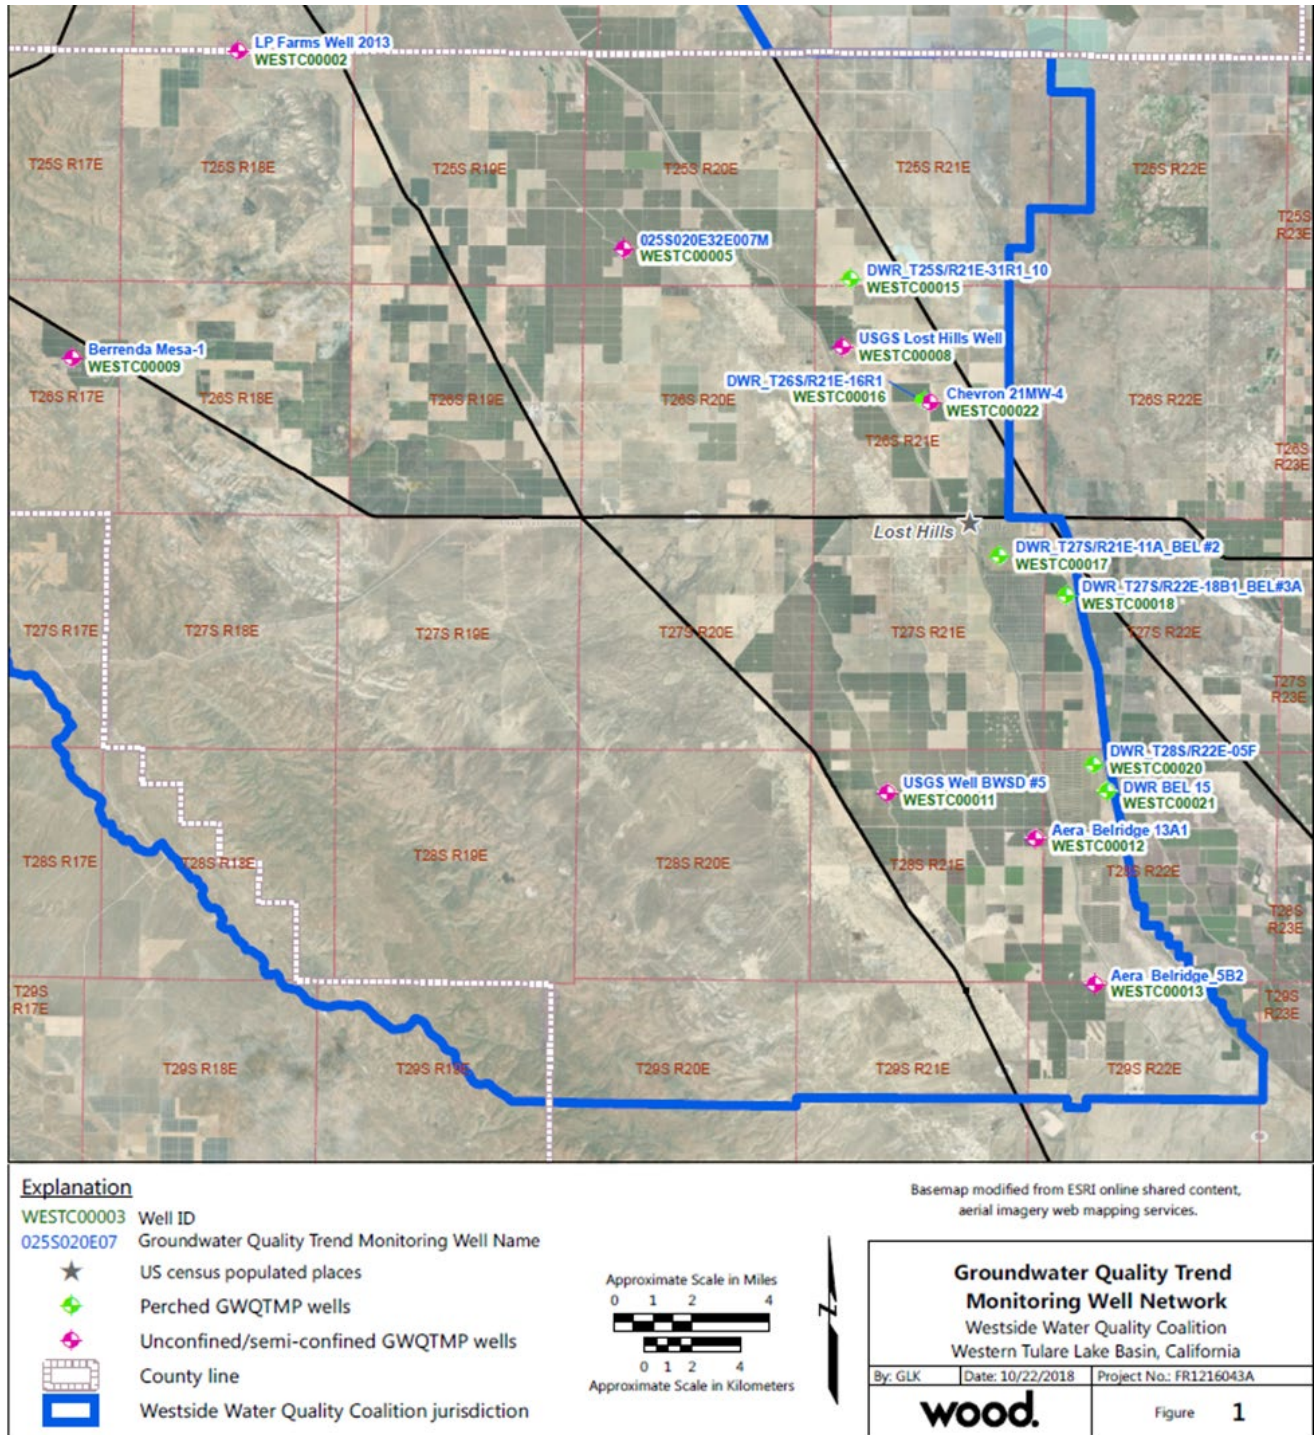 LP Farms Well 2013
WESTC00002
T25S R17E
T25S R18E
T25S R19E
T25S R20E
T25S R21E
T25S R22E
T25S
R23E
025S020E32E007M
WESTC00005
DWR_T25S/R21E-31R1_10
WESTC00015
Berrenda Mesa-1
WESTC00009
USGS Lost Hills Well
WESTC00008
DWR_T26S/R21E-16R1
WESTC00016
Chevron 21MW-4
WESTC00022
T26S R17E
T26S R18E
T26S R19E
T26S R20E
T26S R21E
T26S R22E
T26S
R23E
Lost Hills
DWR_T27S/R21E-11A_BEL #2
WESTC00017
DWR_T27S/R22E-18B1_BEL#3A
WESTC00018
T27S R17E
T27S R18E
T27S R19E
T27S R20E
T27S R21E
T27S R22E
T27S
R23E
DWR_T28S/R22E-05F
WESTC00020
USGS Well BWSD #5
WESTC00011
DWR BEL 15
WESTC00021
Aera_Belridge 13A1
WESTC00012
T28S R17E
T28S R18E
T28S R19E
T28S R20E
T28S R21E
T28S R22E
T28S
R23E
Aera_Belridge_5B2
WESTC00013
T29S
R17E
T29S
R23E
T29S R18E
T29S R19E
T29S R20E
T29S R21E
T29S R22E
Explanation
WESTC00003 Well ID
025S020E07 Groundwater Quality Trend Monitoring Well Name
US census populated places
Perched GWQTMP wells
Unconfined/semi-confined GWQTMP wells
County line
Westside Water Quality Coalition jurisdiction
Approximate Scale in Miles
0 1 2 4
0 1 2 4
Approximate Scale in Kilometers
Z
Basemap modified from ESRI online shared content,
aerial imagery web mapping services.
Groundwater Quality Trend
Monitoring Well Network
Westside Water Quality Coalition
Western Tulare Lake Basin, California
By: GLK Date: 10/22/2018 Project No.: FR1216043A
wood.
Figure 1